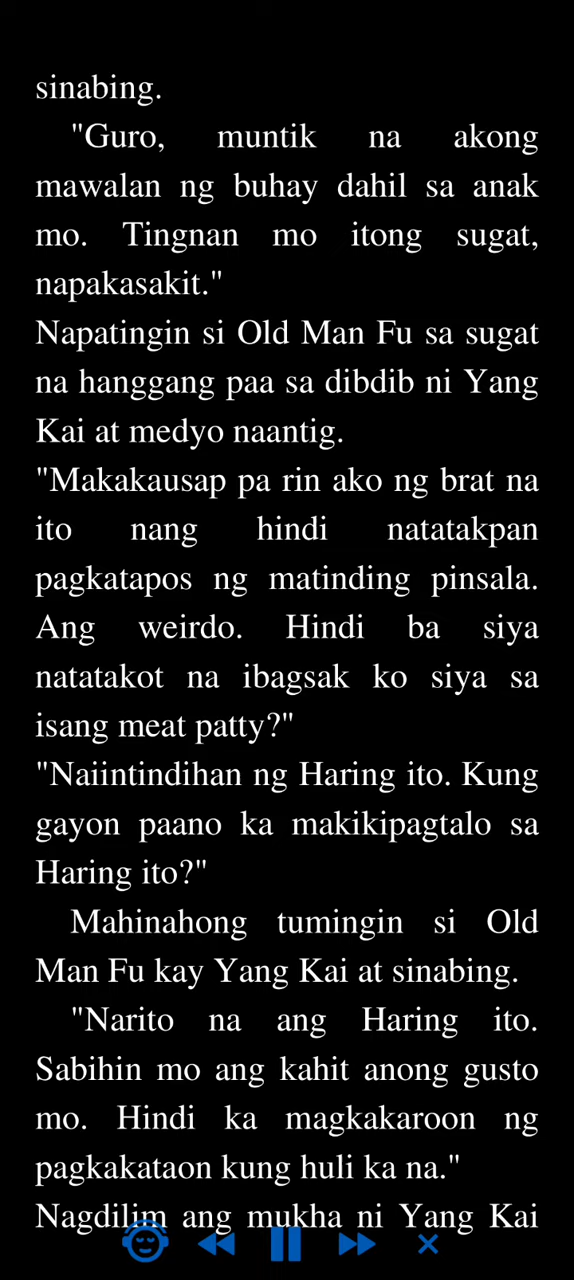 sinabing.
"Guro, muntik na akong
mawalan ng buhay dahil sa anak
mo. Tingnan mo itong sugat,
napakasakit."
Napatingin si Old Man Fu sa sugat
na hanggang paa sa dibdib ni Yang
Kai at medyo naantig.
"Makakausap pa rin ako ng brat na
ito nang hindi natatakpan
pagkatapos ng matinding pinsala.
Ang weirdo. Hindi ba siya
natatakot na ibagsak ko siya sa
isang meat patty?"
"Naiintindihan ng Haring ito. Kung
gayon paano ka makikipagtalo sa
Haring ito?"
Mahinahong tumingin si Old
Man Fu kay Yang Kai at sinabing.
"Narito na ang Haring ito.
Sabihin mo ang kahit anong gusto
mo. Hindi ka magkakaroon ng
pagkakataon kung huli ka na."
Nagdilim ang mukha ni Yang Kai